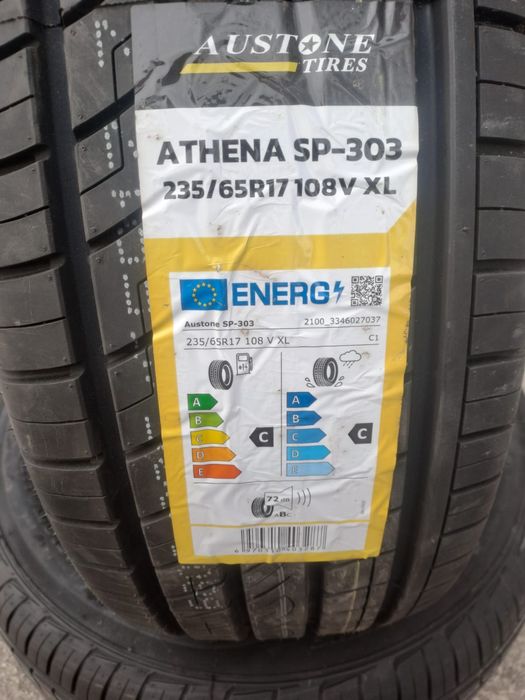 AUSTONE
TIRES
ATHENA SP-303
235/65R17 108V XL
ENERG
Austone SP-303
2100_3346027037
235/65R17 108 V XL
C1
A
B
C
D
E
C
A
B
C
D
E
C
72 dB
ABC